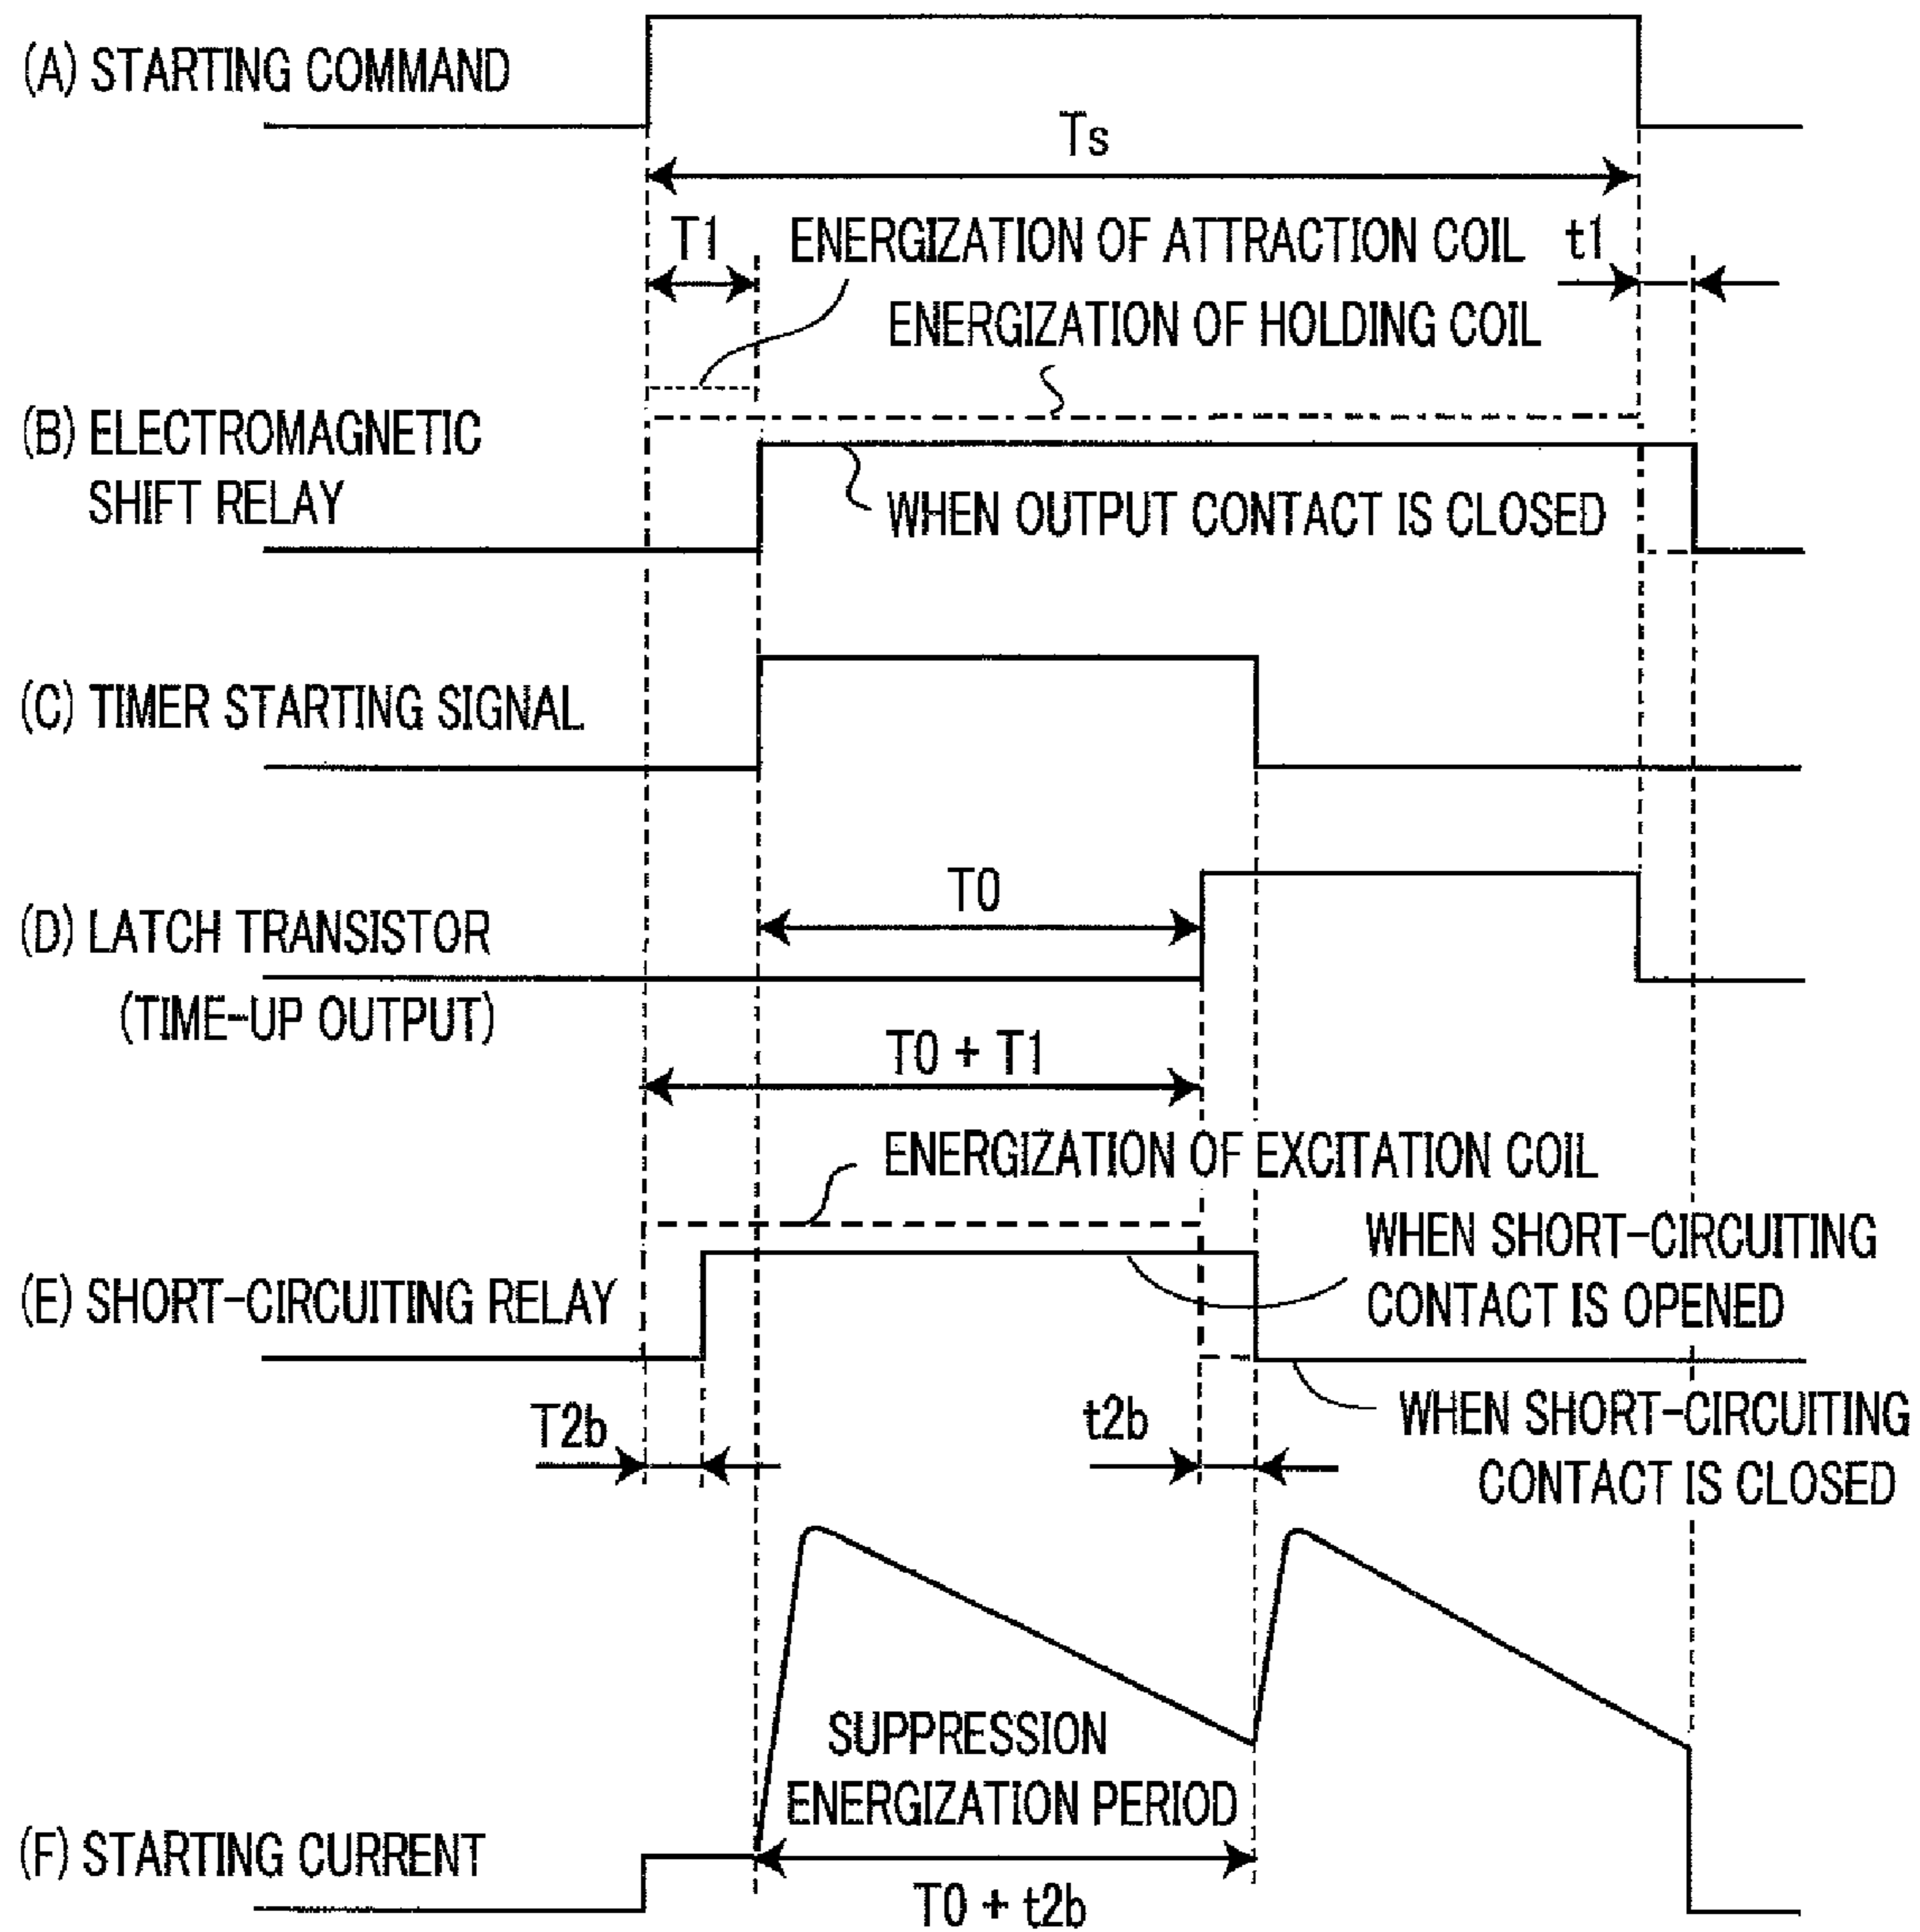 (A) STARTING COMMAND
Ts
T1
ENERGIZATION OF ATTRACTION COIL
t1
ENERGIZATION OF HOLDING COIL
(B) ELECTROMAGNETIC
SHIFT RELAY
WHEN OUTPUT CONTACT IS CLOSED
(C) TIMER STARTING SIGNAL
T0
(D) LATCH TRANSISTOR
(TIME-UP OUTPUT)
T0 + T1
ENERGIZATION OF EXCITATION COIL
WHEN SHORT-CIRCUITING
CONTACT IS OPENED
(E) SHORT-CIRCUITING RELAY
T2b
t2b
WHEN SHORT-CIRCUITING
CONTACT IS CLOSED
SUPPRESSION
ENERGIZATION PERIOD
(F) STARTING CURRENT
T0 + t2b